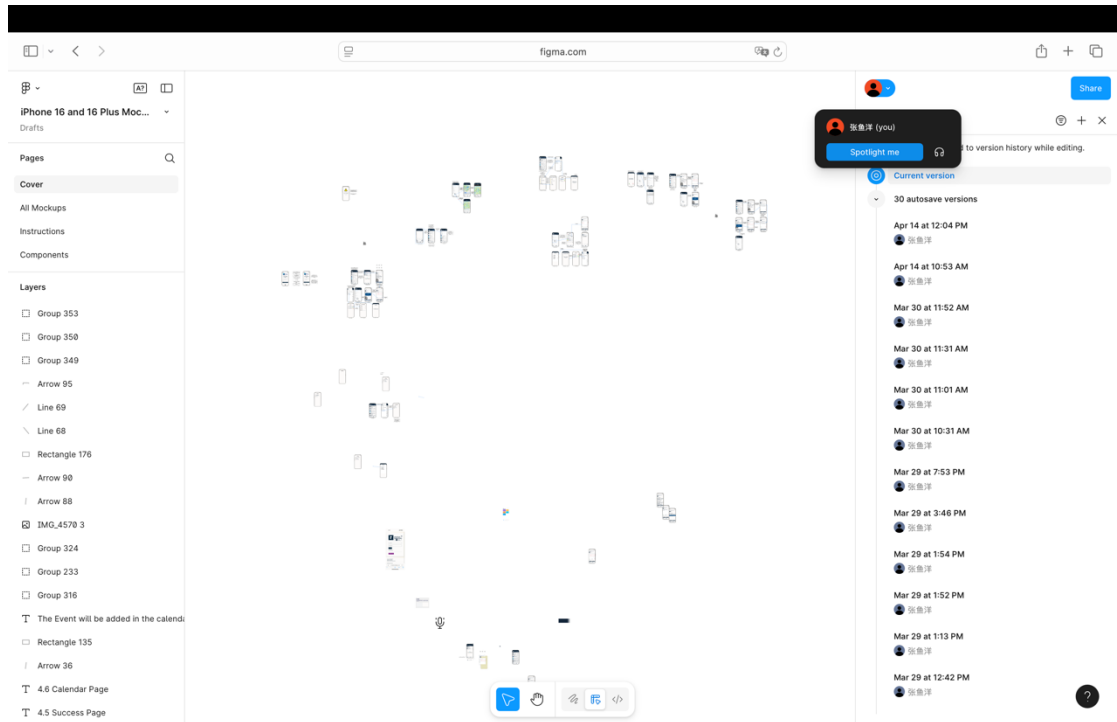 figma.com
A?
iPhone 16 and 16 Plus Moc...
Drafts
Share
张鱼洋 (you)
Spotlight me
d to version history while editing.
Pages
Cover
All Mockups
Instructions
Components
Layers
Group 353
Group 350
Group 349
Arrow 95
Line 69
Line 68
Rectangle 176
Arrow 90
Arrow 88
IMG_4570 3
Group 324
Group 233
Group 316
The Event will be added in the calenda
Rectangle 135
Arrow 36
4.6 Calendar Page
4.5 Success Page
Current version
30 autosave versions
Apr 14 at 12:04 PM
张鱼洋
Apr 14 at 10:53 AM
张鱼洋
Mar 30 at 11:52 AM
张鱼洋
Mar 30 at 11:31 AM
张鱼洋
Mar 30 at 11:01 AM
张鱼洋
Mar 30 at 10:31 AM
张鱼洋
Mar 29 at 7:53 PM
张鱼洋
Mar 29 at 3:46 PM
张鱼洋
Mar 29 at 1:54 PM
张鱼洋
Mar 29 at 1:52 PM
张鱼洋
Mar 29 at 1:13 PM
张鱼洋
Mar 29 at 12:42 PM
张鱼洋
?